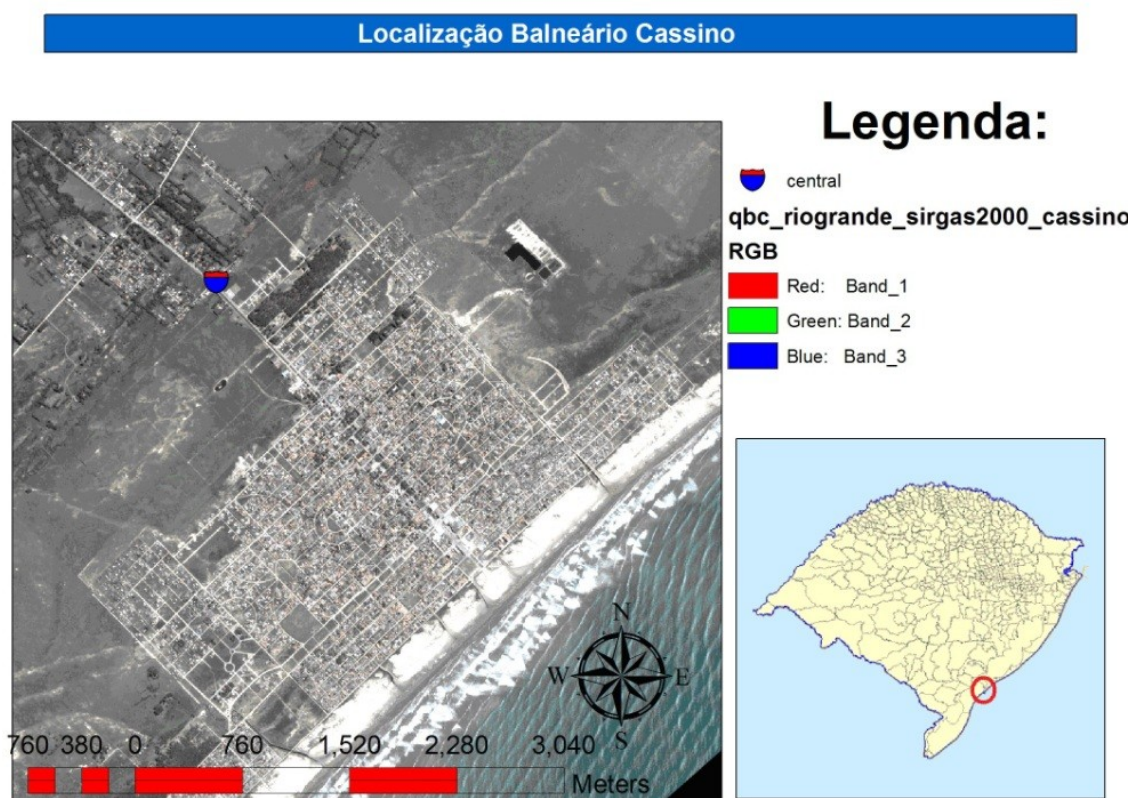 Localização Balneário Cassino
Legenda:
central
qbc_riogrande_sirgas2000_cassino
RGB
Red: Band_1
Green: Band_2
Blue: Band_3
N
W E
S
760 380 0 760 1,520 2,280 3,040
Meters